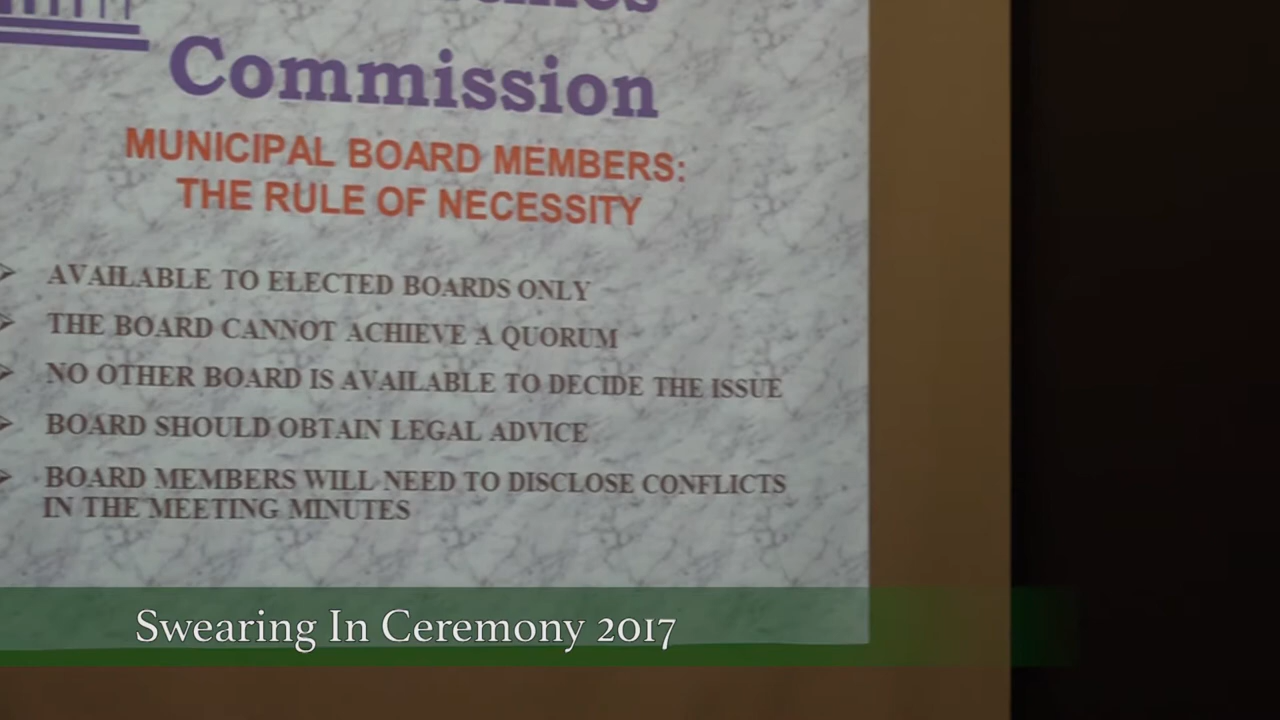 Commission
MUNICIPAL BOARD MEMBERS:
THE RULE OF NECESSITY
AVAILABLE TO ELECTED BOARDS ONLY
THE BOARD CANNOT ACHIEVE A QUORUM
NO OTHER BOARD IS AVAILABLE TO DECIDE THE ISSUE
BOARD SHOULD OBTAIN LEGAL ADVICE
BOARD MEMBERS WILL NEED TO DISCLOSE CONFLICTS
IN THE MEETING MINUTES
Swearing In Ceremony 2017